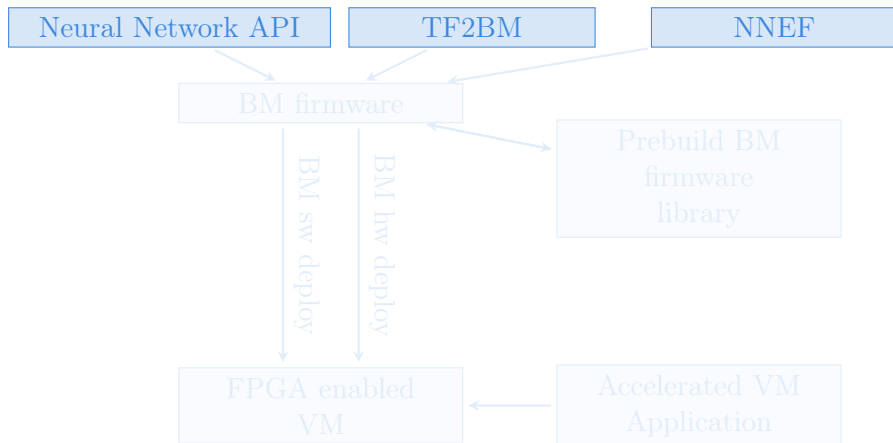 Neural Network API
TF2BM
NNEF
BM firmware
Prebuild BM
firmware
library
BM sw deploy
BM hw deploy
FPGA enabled
VM
Accelerated VM
Application